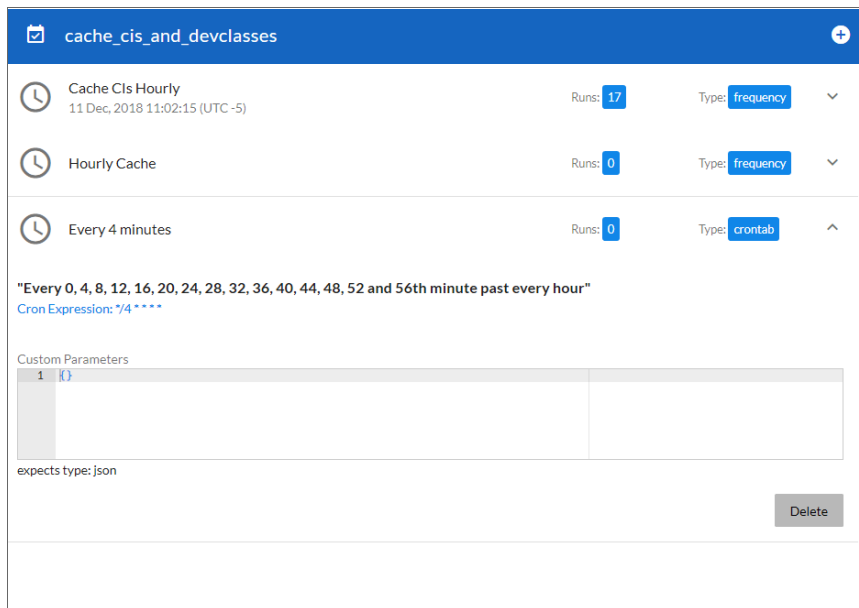 cache_cis_and_devclasses
Cache CIs Hourly Runs: 17 Type: frequency
11 Dec, 2018 11:02:15 (UTC -5)
Hourly Cache Runs: 0 Type: frequency
Every 4 minutes Runs: 0 Type: crontab
"Every 0, 4, 8, 12, 16, 20, 24, 28, 32, 36, 40, 44, 48, 52 and 56th minute past every hour"
Cron Expression: */4 * * * *
Custom Parameters
1 {}
expects type: json
Delete